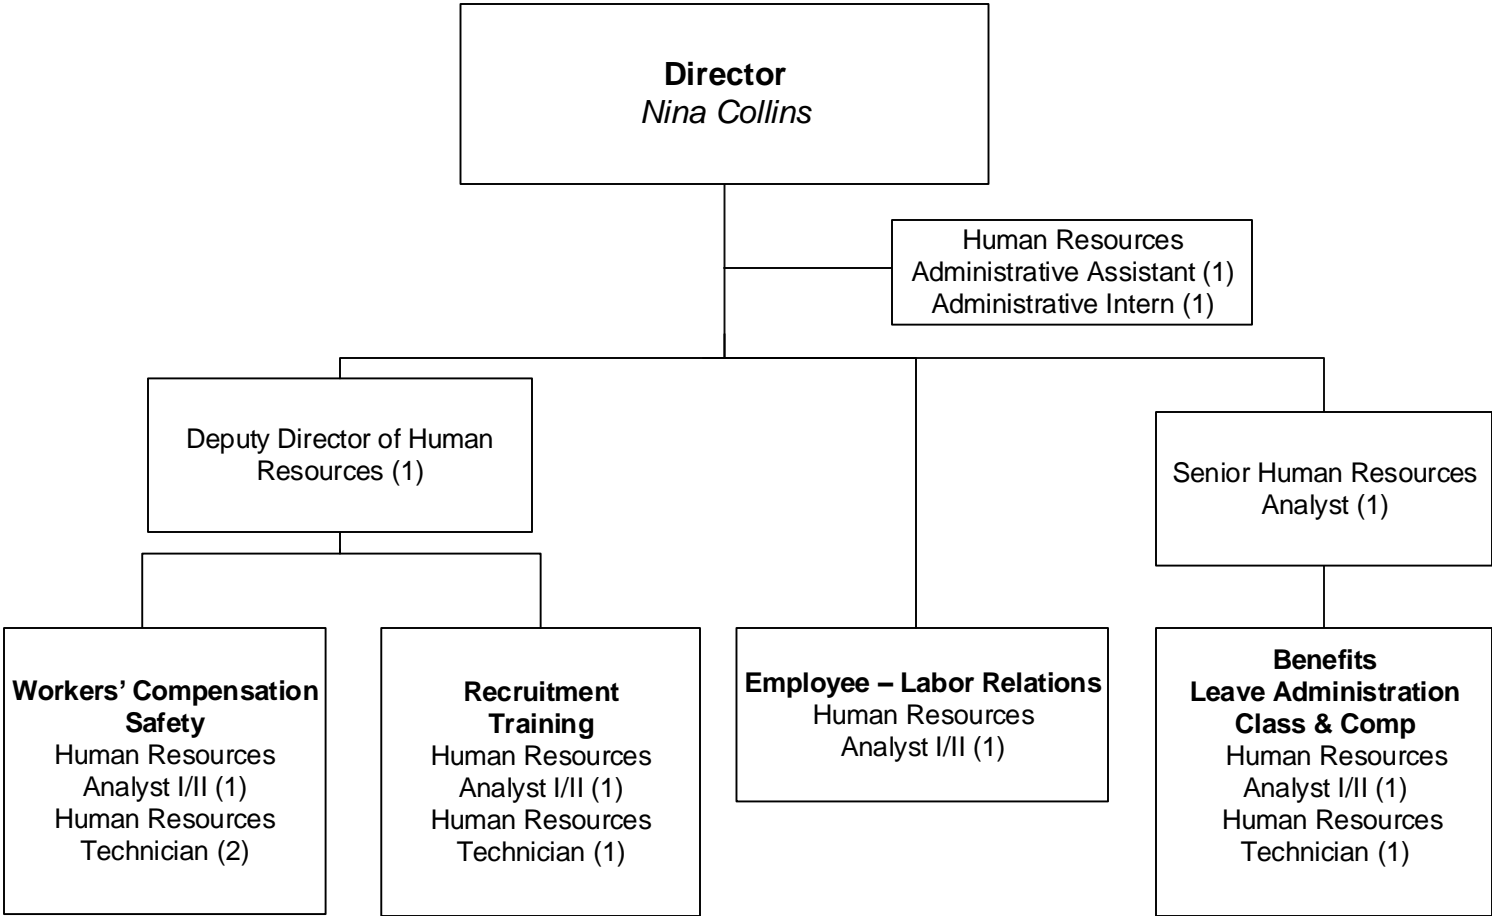 Director
Nina Collins
Human Resources
Administrative Assistant (1)
Administrative Intern (1)
Deputy Director of Human
Resources (1)
Senior Human Resources
Analyst (1)
Workers’ Compensation
Safety
Human Resources
Analyst I/II (1)
Human Resources
Technician (2)
Recruitment
Training
Human Resources
Analyst I/II (1)
Human Resources
Technician (1)
Employee – Labor Relations
Human Resources
Analyst I/II (1)
Benefits
Leave Administration
Class & Comp
Human Resources
Analyst I/II (1)
Human Resources
Technician (1)